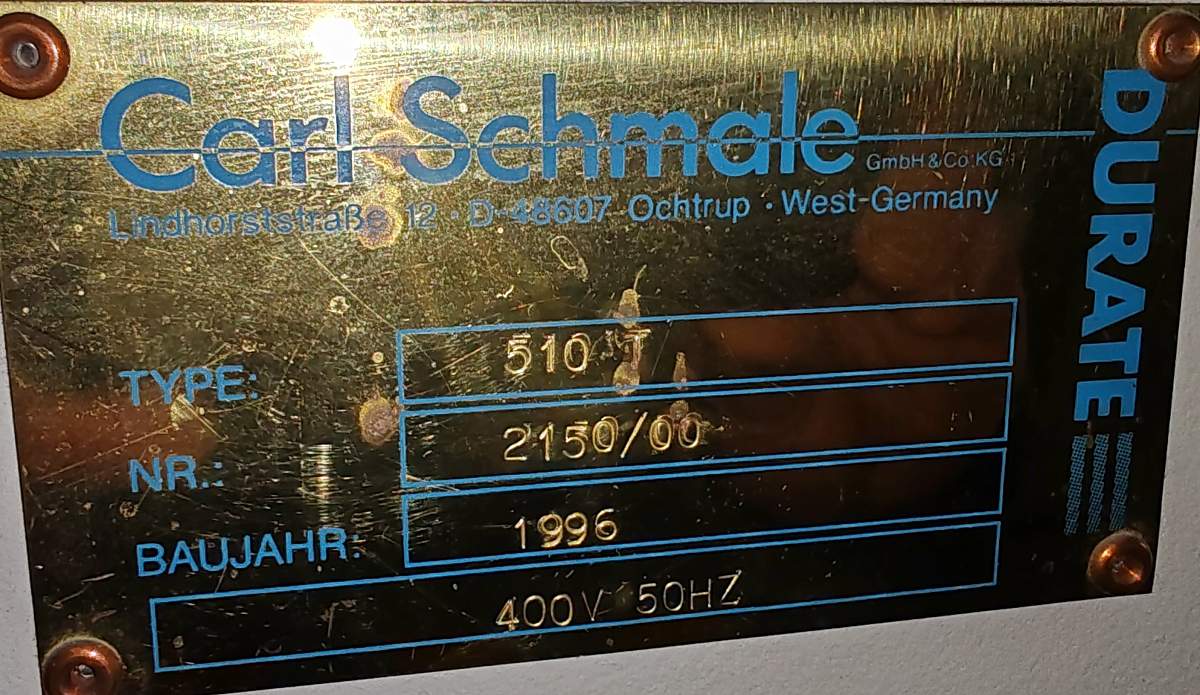 Carl Schmale GmbH & Co. KG
Lindhorststraße 12 · D-48607 Ochtrup · West-Germany
DURATE
TYPE: 510 T
NR.: 2150/00
BAUJAHR: 1996
400V 50HZ